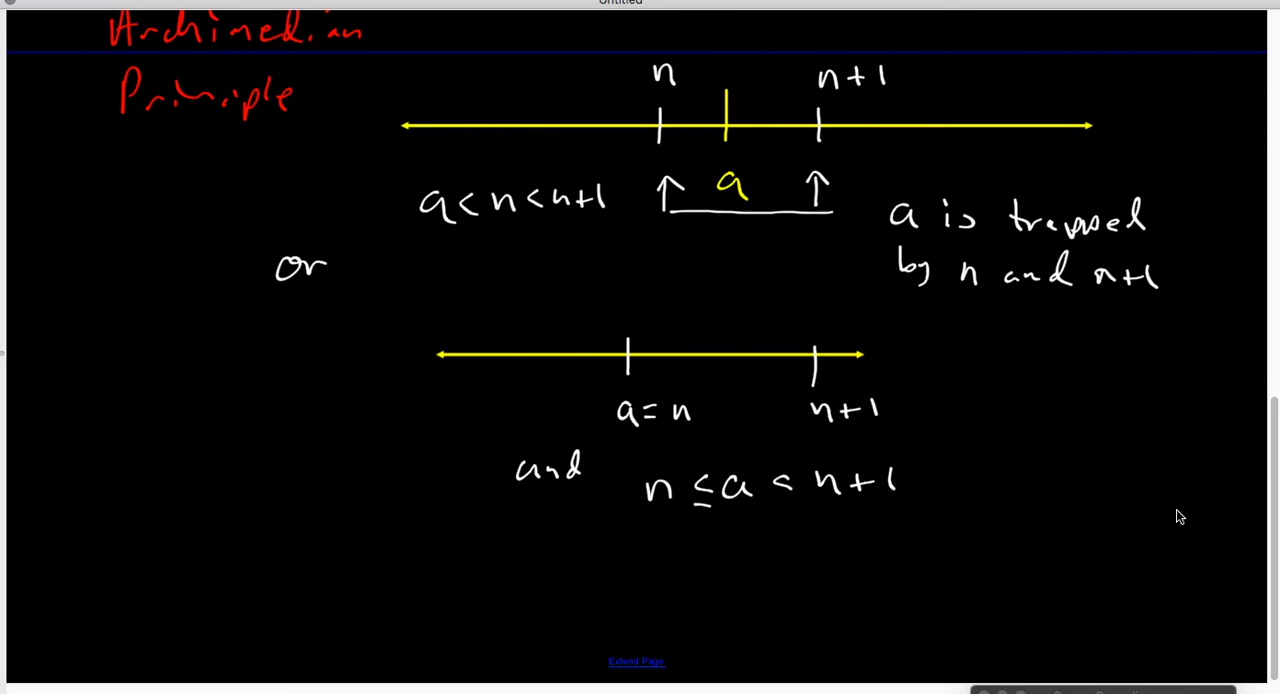 Untitled
Archimedian
Principle
n n+1
a<n<n+1
a
a is trapped
by n and n+1
or
a=n n+1
and n≤a<n+1
Extend Page